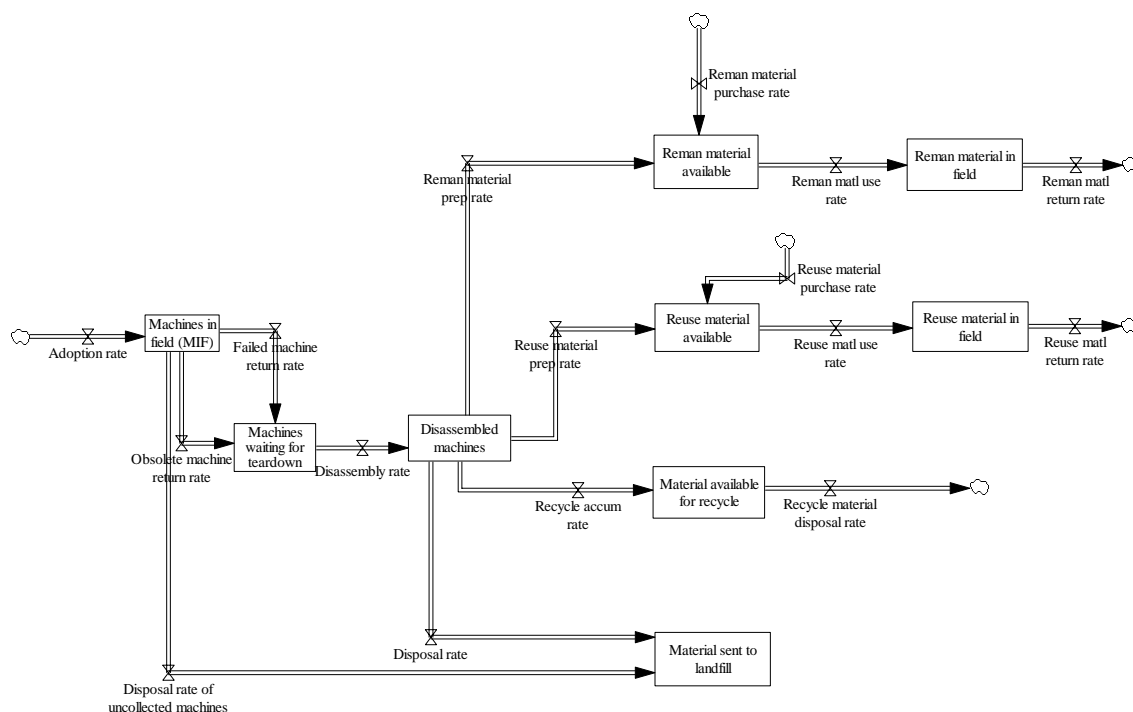 Reman material
purchase rate
Reman material
available
Reman material in
field
Reman material
prep rate
Reman matl use
rate
Reman matl
return rate
Reuse material
purchase rate
Machines in
field (MIF)
Adoption rate
Failed machine
return rate
Reuse material
available
Reuse material in
field
Reuse material
prep rate
Reuse matl use
rate
Reuse matl
return rate
Machines
waiting for
teardown
Disassembled
machines
Obsolete machine
return rate
Disassembly rate
Material available
for recycle
Recycle accum
rate
Recycle material
disposal rate
Disposal rate
Material sent to
landfill
Disposal rate of
uncollected machines